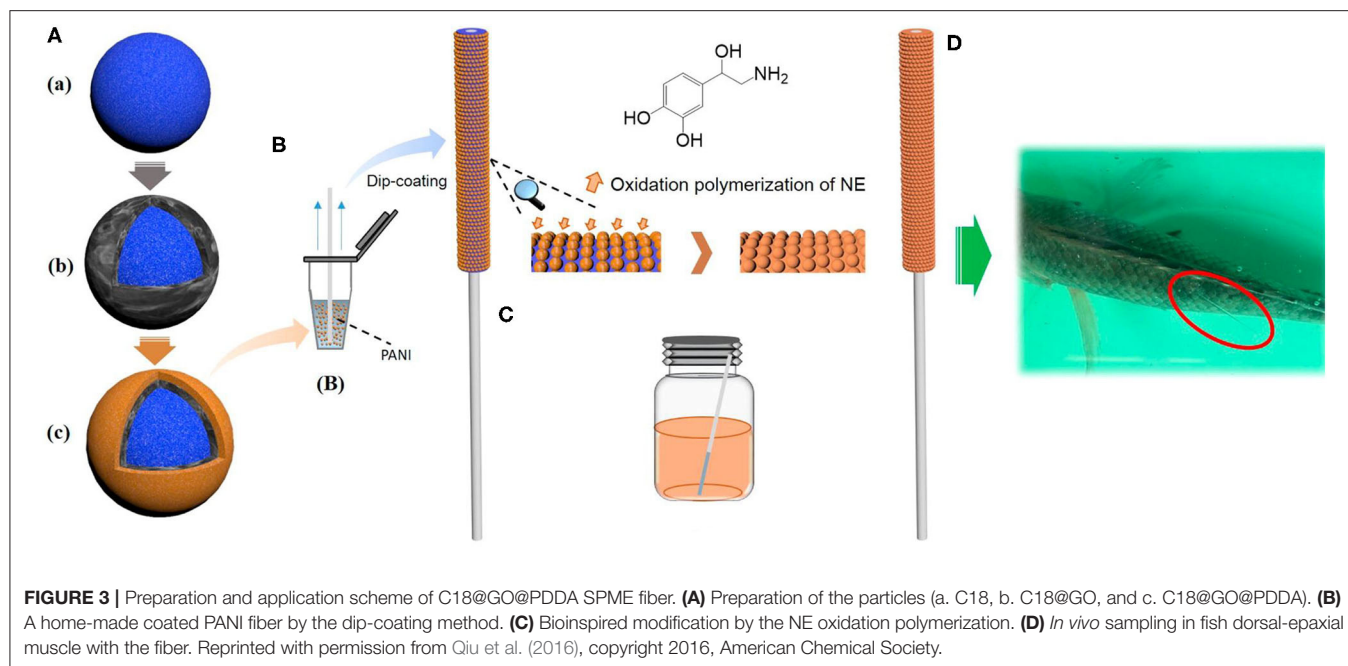 A
(a)
(b)
(c)
B
Dip-coating
PANI
(B)
OH
NH2
HO
OH
Oxidation polymerization of NE
C
D
FIGURE 3 | Preparation and application scheme of C18@GO@PDDA SPME fiber. (A) Preparation of the particles (a. C18, b. C18@GO, and c. C18@GO@PDDA). (B)
A home-made coated PANI fiber by the dip-coating method. (C) Bioinspired modification by the NE oxidation polymerization. (D) In vivo sampling in fish dorsal-epaxial
muscle with the fiber. Reprinted with permission from Qiu et al. (2016), copyright 2016, American Chemical Society.